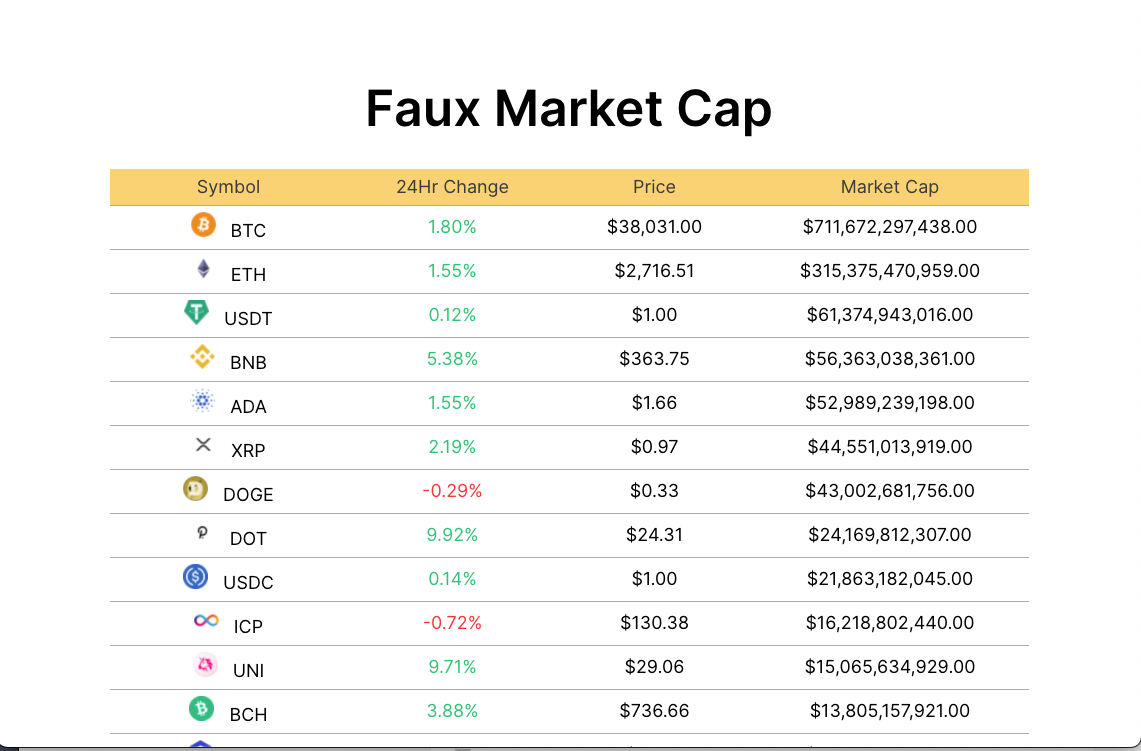 Faux Market Cap
Symbol 24Hr Change Price Market Cap
BTC 1.80% $38,031.00 $711,672,297,438.00
ETH 1.55% $2,716.51 $315,375,470,959.00
USDT 0.12% $1.00 $61,374,943,016.00
BNB 5.38% $363.75 $56,363,038,361.00
ADA 1.55% $1.66 $52,989,239,198.00
XRP 2.19% $0.97 $44,551,013,919.00
DOGE -0.29% $0.33 $43,002,681,756.00
DOT 9.92% $24.31 $24,169,812,307.00
USDC 0.14% $1.00 $21,863,182,045.00
ICP -0.72% $130.38 $16,218,802,440.00
UNI 9.71% $29.06 $15,065,634,929.00
BCH 3.88% $736.66 $13,805,157,921.00